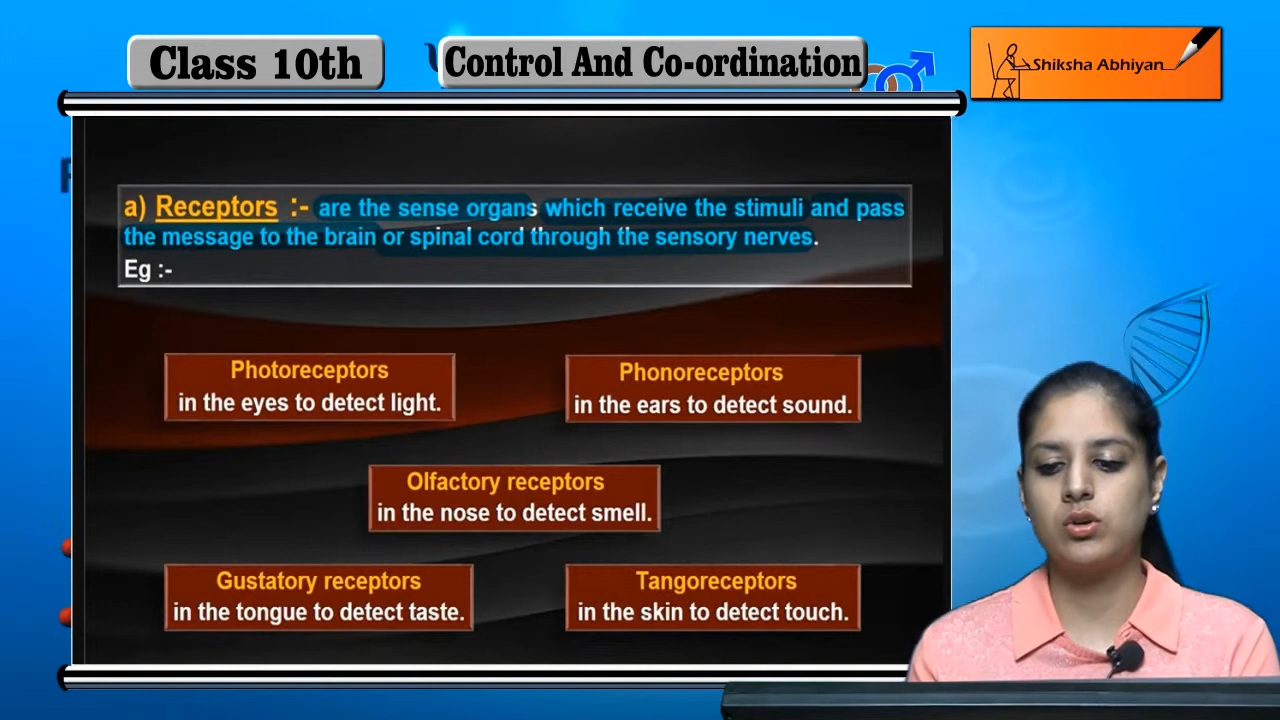 Class 10th
Control And Co-ordination
Shiksha Abhiyan
a) Receptors :- are the sense organs which receive the stimuli and pass
the message to the brain or spinal cord through the sensory nerves.
Eg :-
Photoreceptors
in the eyes to detect light.
Phonoreceptors
in the ears to detect sound.
Olfactory receptors
in the nose to detect smell.
Gustatory receptors
in the tongue to detect taste.
Tangoreceptors
in the skin to detect touch.